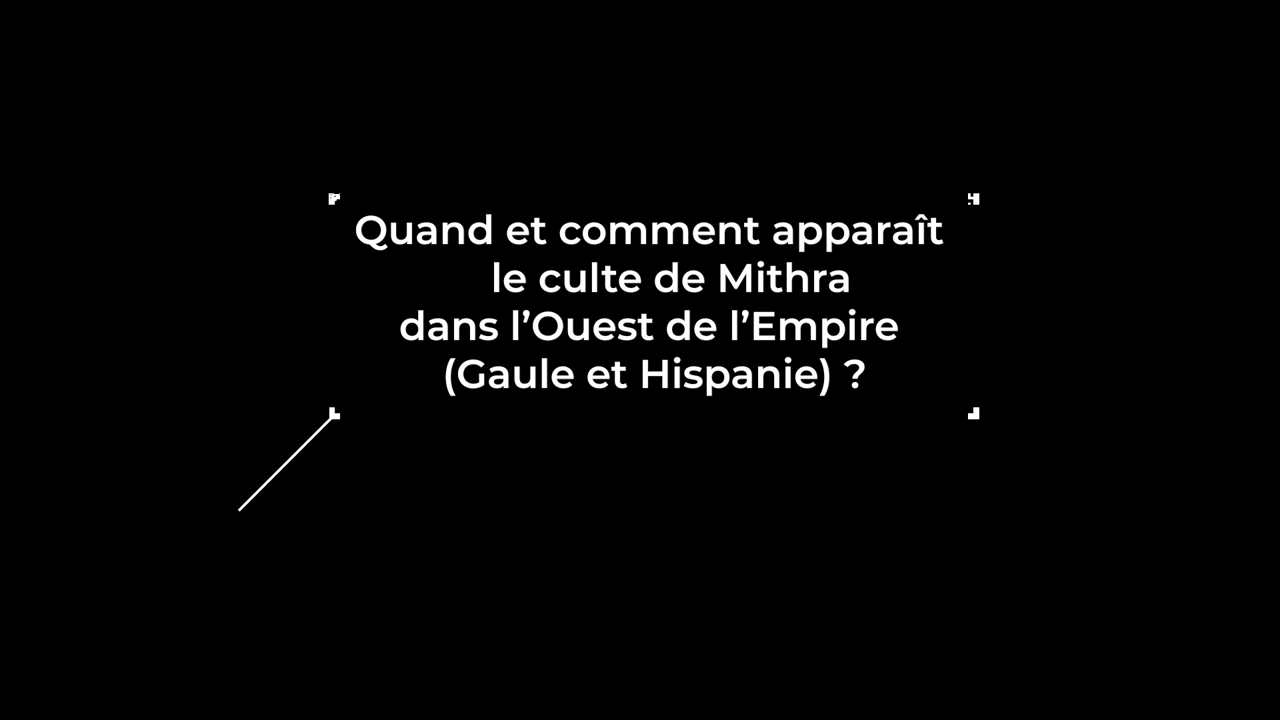 Quand et comment apparaît
le culte de Mithra
dans l’Ouest de l’Empire
(Gaule et Hispanie) ?